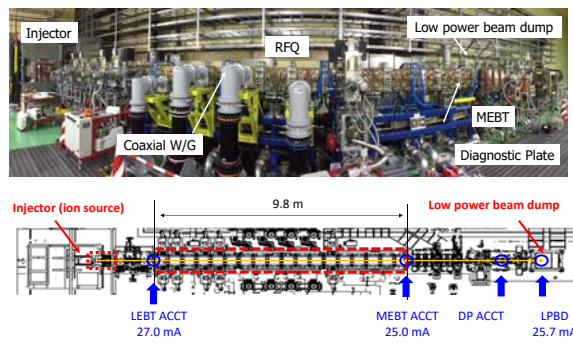 Injector
RFQ
Low power beam dump
Coaxial W/G
MEBT
Diagnostic Plate
9.8 m
Injector (ion source)
Low power beam dump
LEBT ACCT
27.0 mA
MEBT ACCT
25.0 mA
DP ACCT
LPBD
25.7 mA